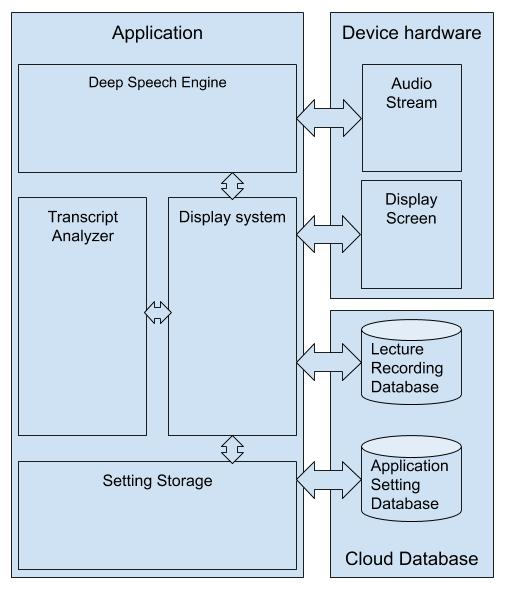 Application
Deep Speech Engine
Transcript
Analyzer
Display system
Setting Storage
Device hardware
Audio
Stream
Display
Screen
Lecture
Recording
Database
Application
Setting
Database
Cloud Database